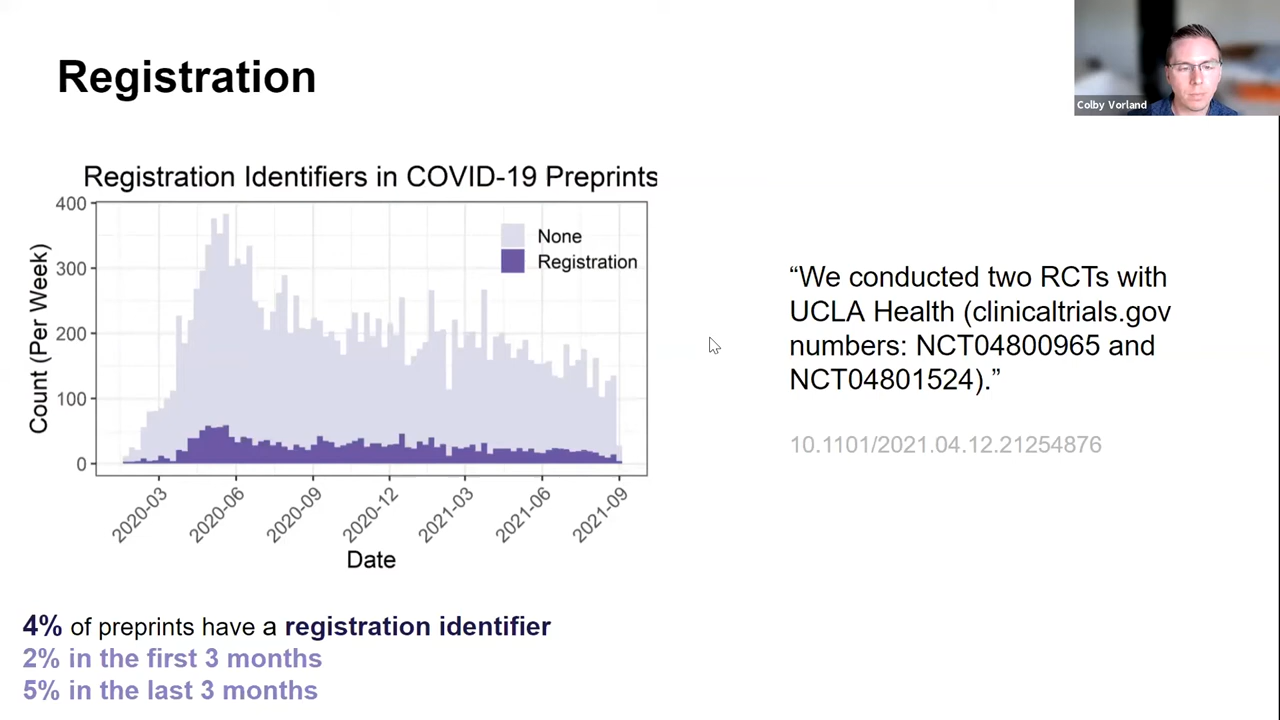 Registration
Colby Vorland
Registration Identifiers in COVID-19 Preprints
Count (Per Week)
400
300
200
100
0
None
Registration
2020-03
2020-06
2020-09
2020-12
2021-03
2021-06
2021-09
Date
“We conducted two RCTs with
UCLA Health (clinicaltrials.gov
numbers: NCT04800965 and
NCT04801524).”
10.1101/2021.04.12.21254876
4% of preprints have a registration identifier
2% in the first 3 months
5% in the last 3 months